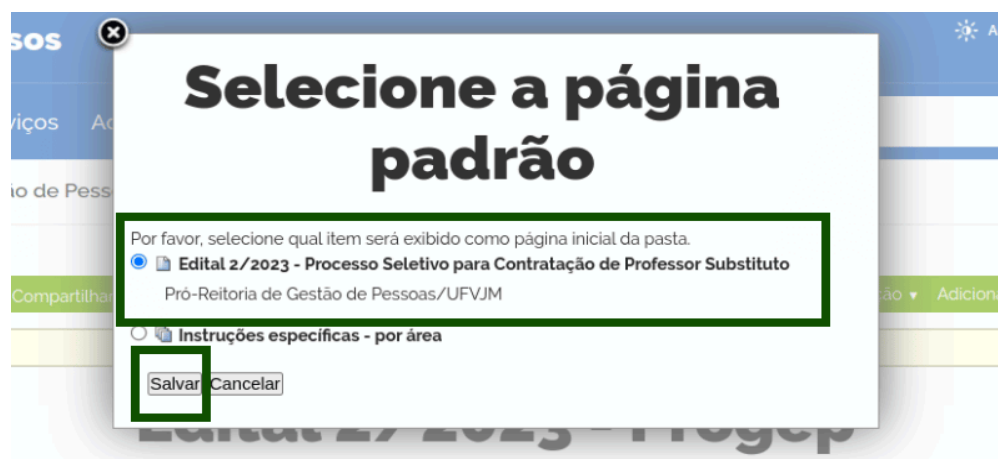 sos
Selecione a página
padrão
viços
ão de Pess
Por favor, selecione qual item será exibido como página inicial da pasta.
Edital 2/2023 - Processo Seletivo para Contratação de Professor Substituto
Pró-Reitoria de Gestão de Pessoas/UFVJM
Compartilhar
ão ▾ Adiciona
Instruções específicas - por área
Salvar Cancelar
Edital 2/2023 - Progep